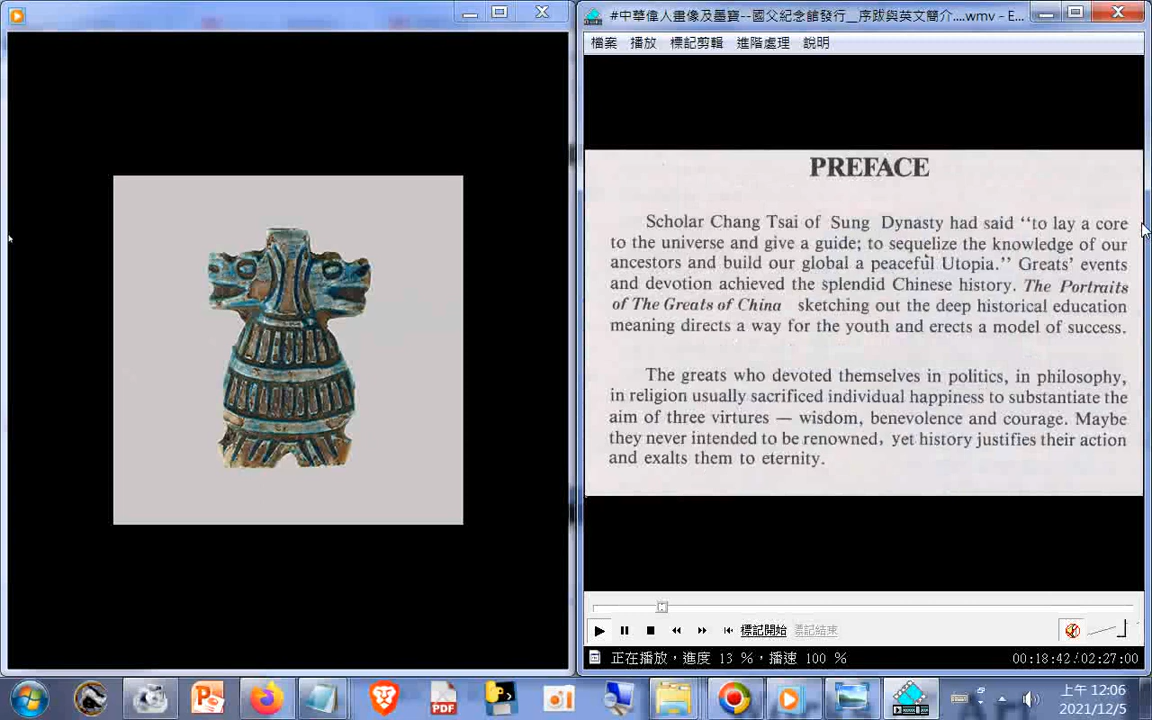 #中華偉人畫像及墨寶--國父紀念館發行__序跋與英文簡介....wmv - E...
檔案 播放 標記剪輯 進階處理 說明
PREFACE
Scholar Chang Tsai of Sung Dynasty had said “to lay a core
to the universe and give a guide; to sequelize the knowledge of our
ancestors and build our global a peaceful Utopia.” Greats’ events
and devotion achieved the splendid Chinese history. The Portraits
of The Greats of China sketching out the deep historical education
meaning directs a way for the youth and erects a model of success.
The greats who devoted themselves in politics, in philosophy,
in religion usually sacrificed individual happiness to substantiate the
aim of three virtures — wisdom, benevolence and courage. Maybe
they never intended to be renowned, yet history justifies their action
and exalts them to eternity.
標記開始 標記結束
正在播放，進度 13 %，播速 100 %
00:18:42 / 02:27:00
PDF
上午 12:06
2021/12/5